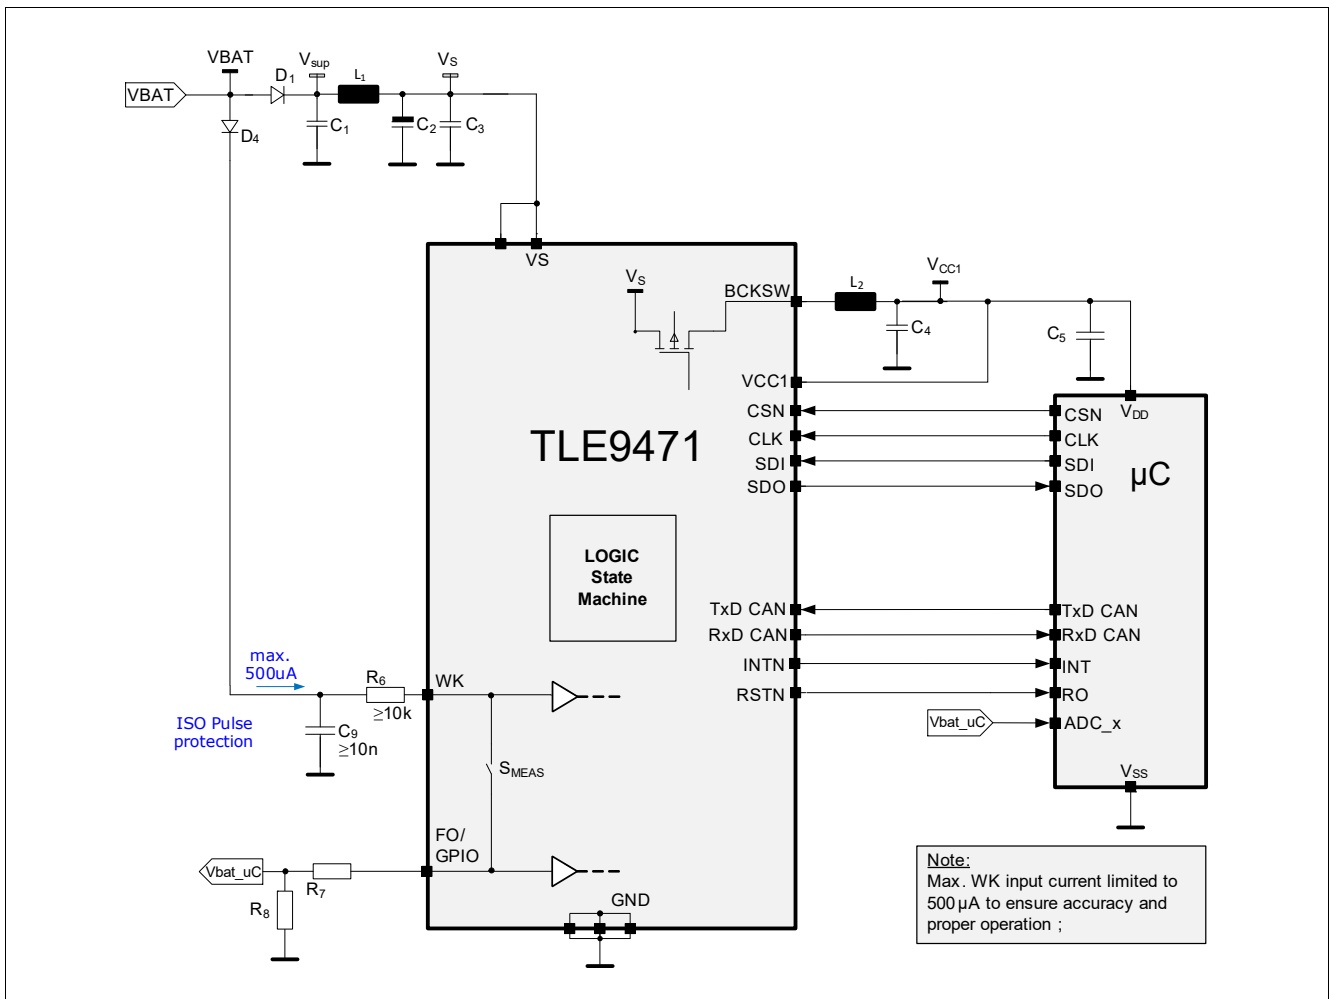 VBAT
VBAT
D1
Vsup
L1
VS
C1
C2
C3
D4
VS
VS
BCKSW
L2
VCC1
C4
C5
VCC1
CSN
CLK
SDI
SDO
TLE9471
CSN
VDD
CLK
SDI
SDO
µC
LOGIC
State
Machine
TxD CAN
RxD CAN
INTN
RSTN
TxD CAN
RxD CAN
INT
RO
Vbat_uC
ADC_x
VSS
max.
500uA
R6
≥10k
WK
ISO Pulse
protection
C9
≥10n
SMEAS
FO/
GPIO
Vbat_uC
R7
R8
GND
Note:
Max. WK input current limited to
500 µA to ensure accuracy and
proper operation ;